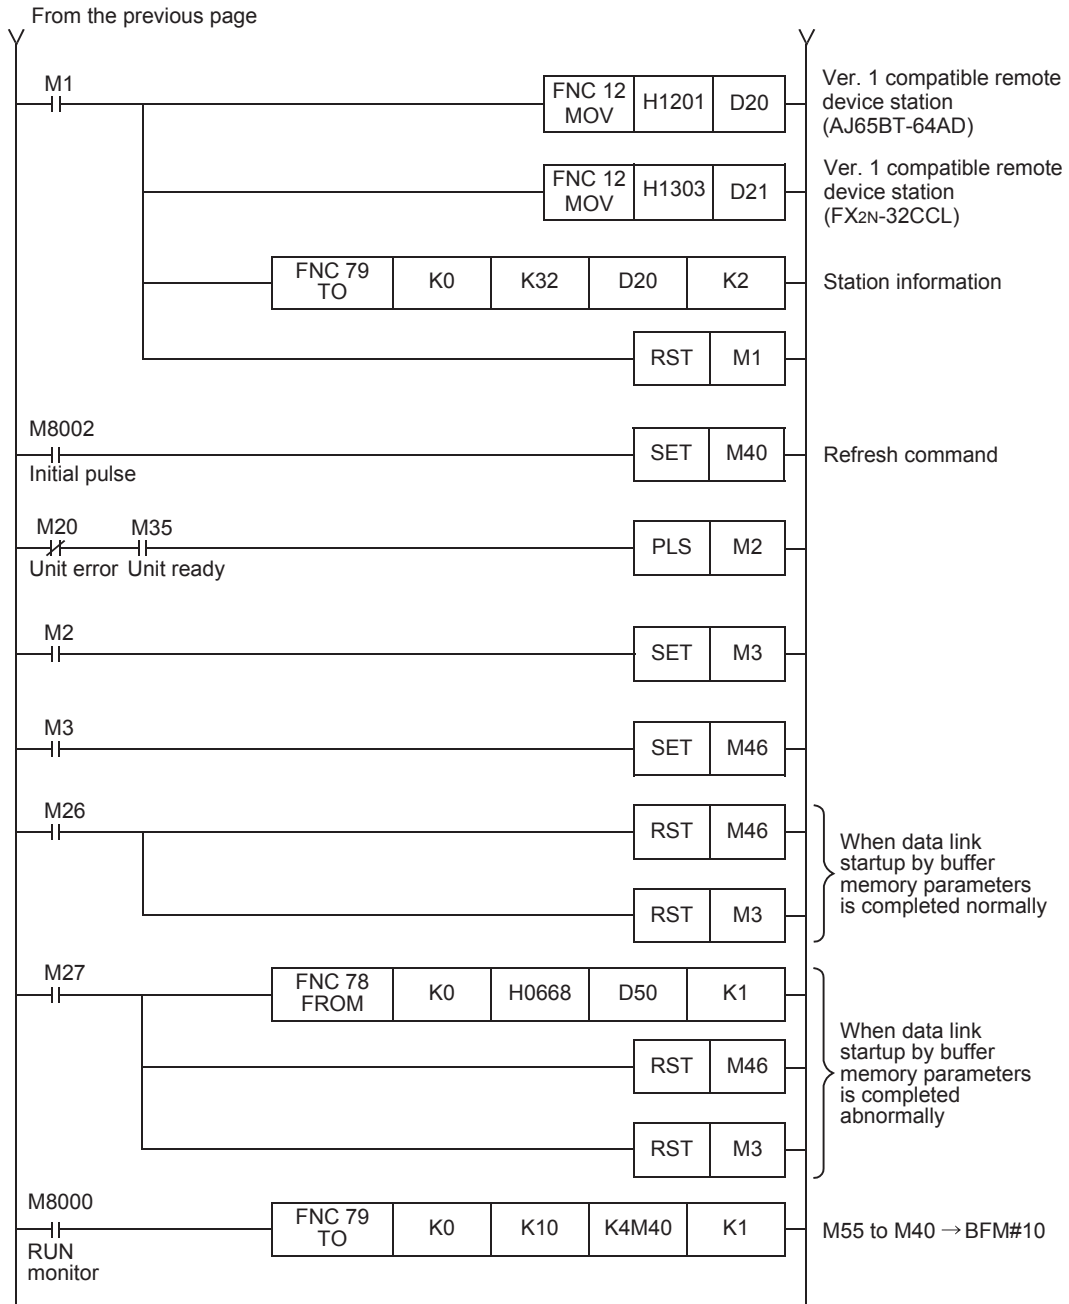 From the previous page
M1
FNC 12 MOV H1201 D20
Ver. 1 compatible remote
device station
(AJ65BT-64AD)
FNC 12 MOV H1303 D21
Ver. 1 compatible remote
device station
(FX2N-32CCL)
FNC 79 TO K0 K32 D20 K2
Station information
RST M1
M8002
Initial pulse
SET M40
Refresh command
M20 M35
Unit error Unit ready
PLS M2
M2
SET M3
M3
SET M46
M26
RST M46
RST M3
When data link
startup by buffer
memory parameters
is completed normally
M27
FNC 78 FROM K0 H0668 D50 K1
RST M46
RST M3
When data link
startup by buffer
memory parameters
is completed
abnormally
M8000
RUN
monitor
FNC 79 TO K0 K10 K4M40 K1
M55 to M40 → BFM#10